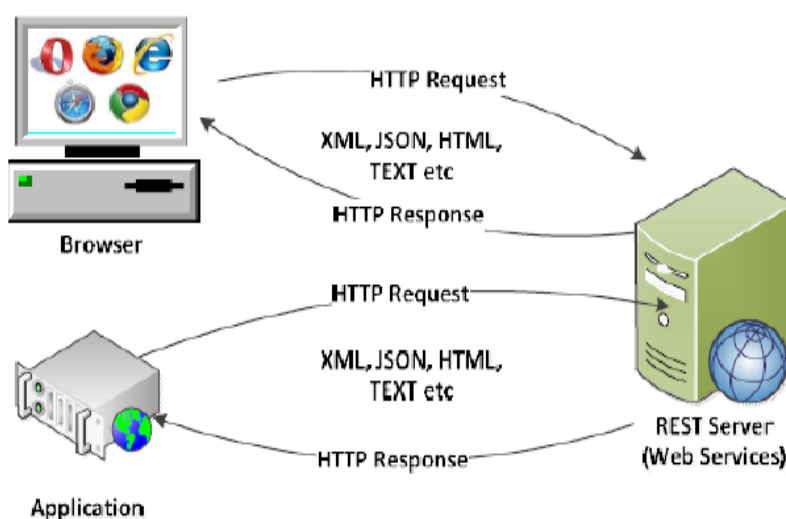 HTTP Request
XML, JSON, HTML,
TEXT etc
HTTP Response
Browser
HTTP Request
XML, JSON, HTML,
TEXT etc
HTTP Response
REST Server
(Web Services)
Application